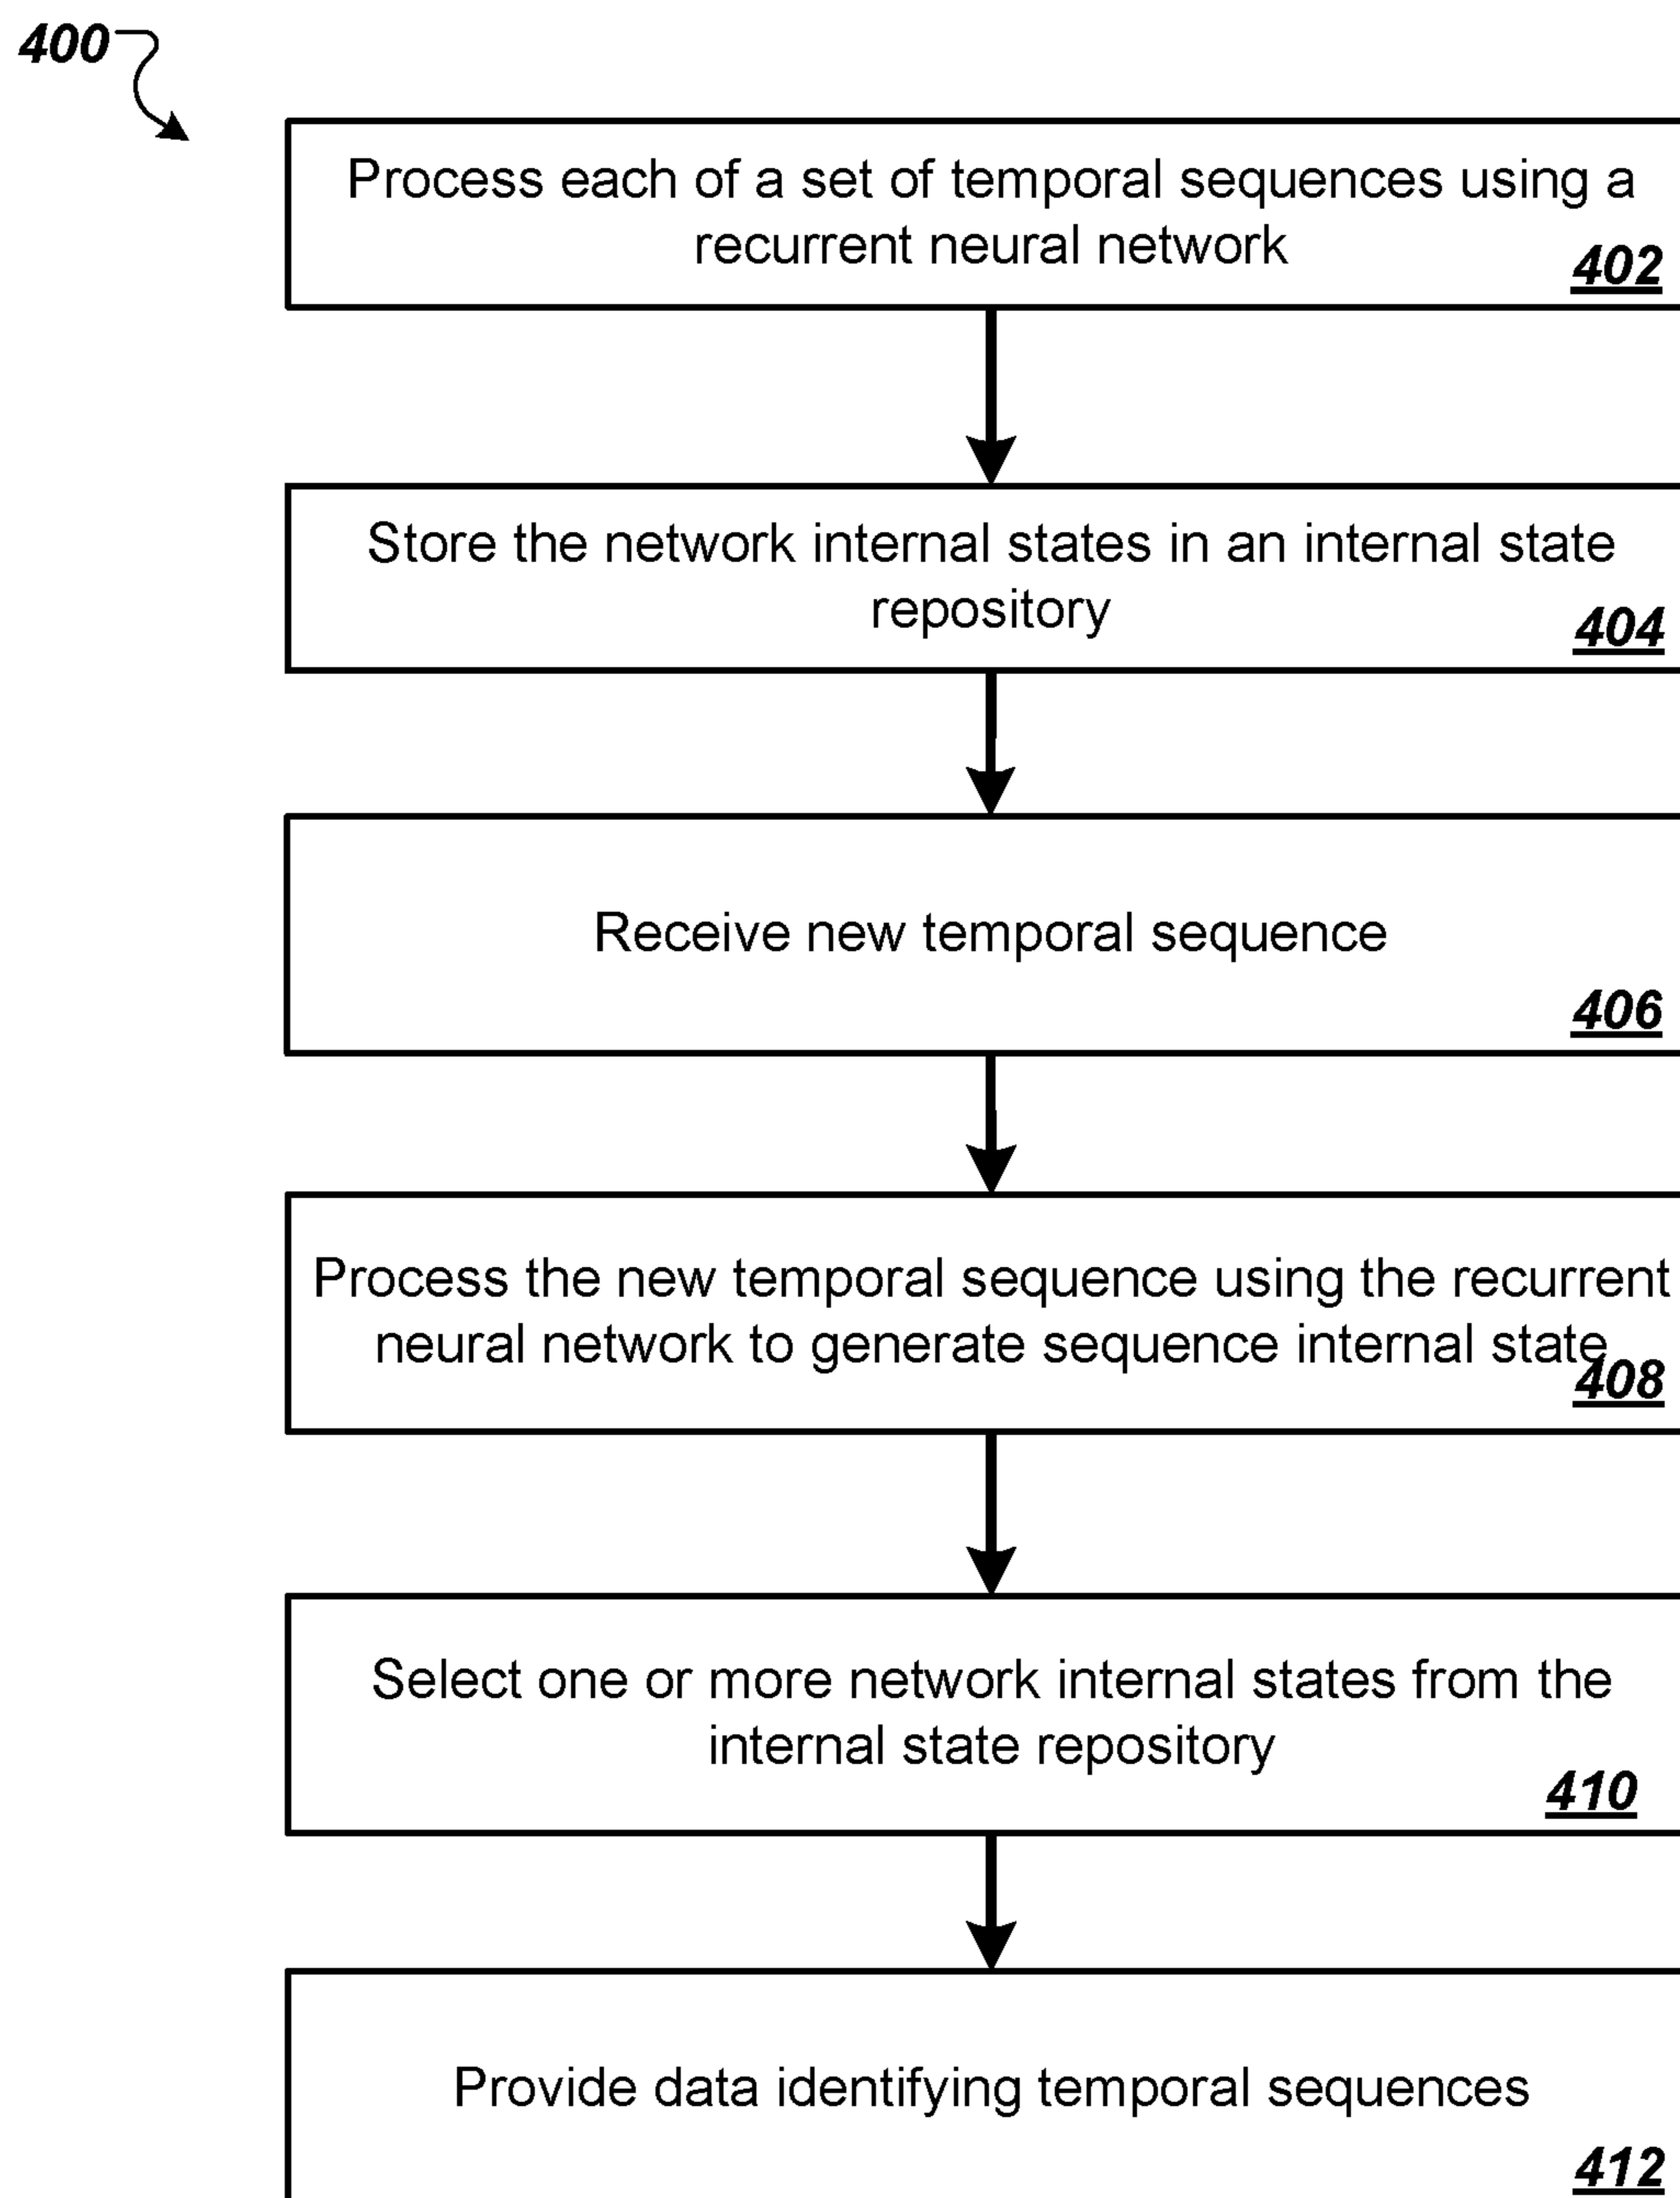 400
Process each of a set of temporal sequences using a
recurrent neural network
402
Store the network internal states in an internal state
repository
404
Receive new temporal sequence
406
Process the new temporal sequence using the recurrent
neural network to generate sequence internal state
408
Select one or more network internal states from the
internal state repository
410
Provide data identifying temporal sequences
412